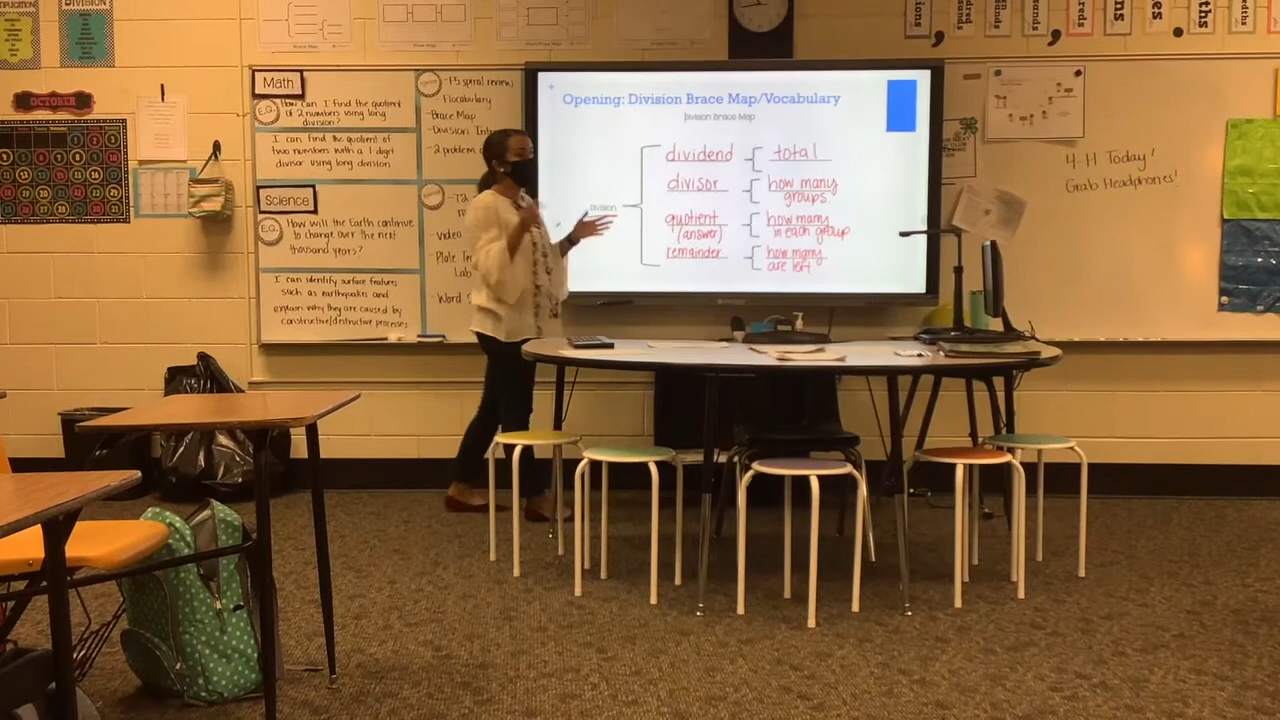 OCTOBER
Math
E.Q.
How can I find the quotient
of 2 numbers using long
division?
I can find the quotient of
two numbers with a 1-digit
divisor using long division
Science
E.Q.
How will the Earth continue
to change over the next
thousand years?
I can identify surface features
such as earthquakes and
explain why they are caused by
constructive/destructive processes
-F5 spiral review
-Flocabulary
-Brace Map
-Division
-2 problem
Video
-Plate
Lab
-Word
Opening: Division Brace Map/Vocabulary
Division Brace Map
Division
dividend
total
divisor
how many
groups
quotient
(answer)
how many
in each group
remainder
how many
are left
4-H Today!
Grab Headphones!